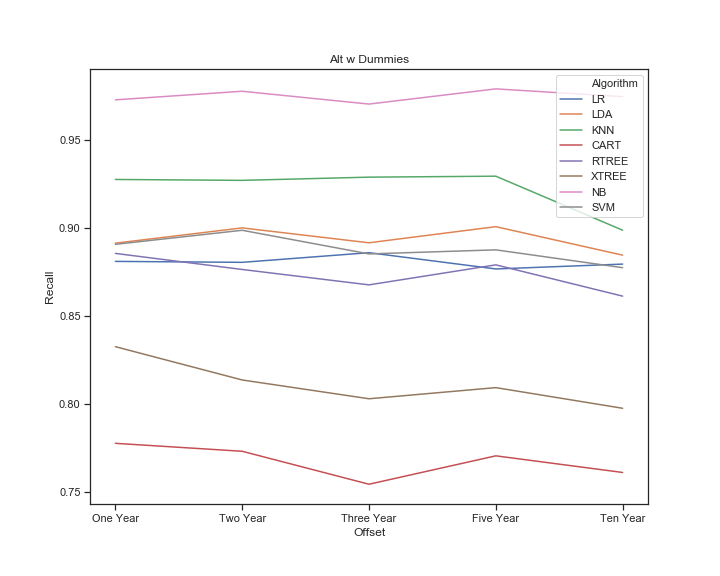 Alt w Dummies
Algorithm
LR
LDA
KNN
CART
RTREE
XTREE
NB
SVM
Recall
0.95
0.90
0.85
0.80
0.75
One Year Two Year Three Year Five Year Ten Year
Offset